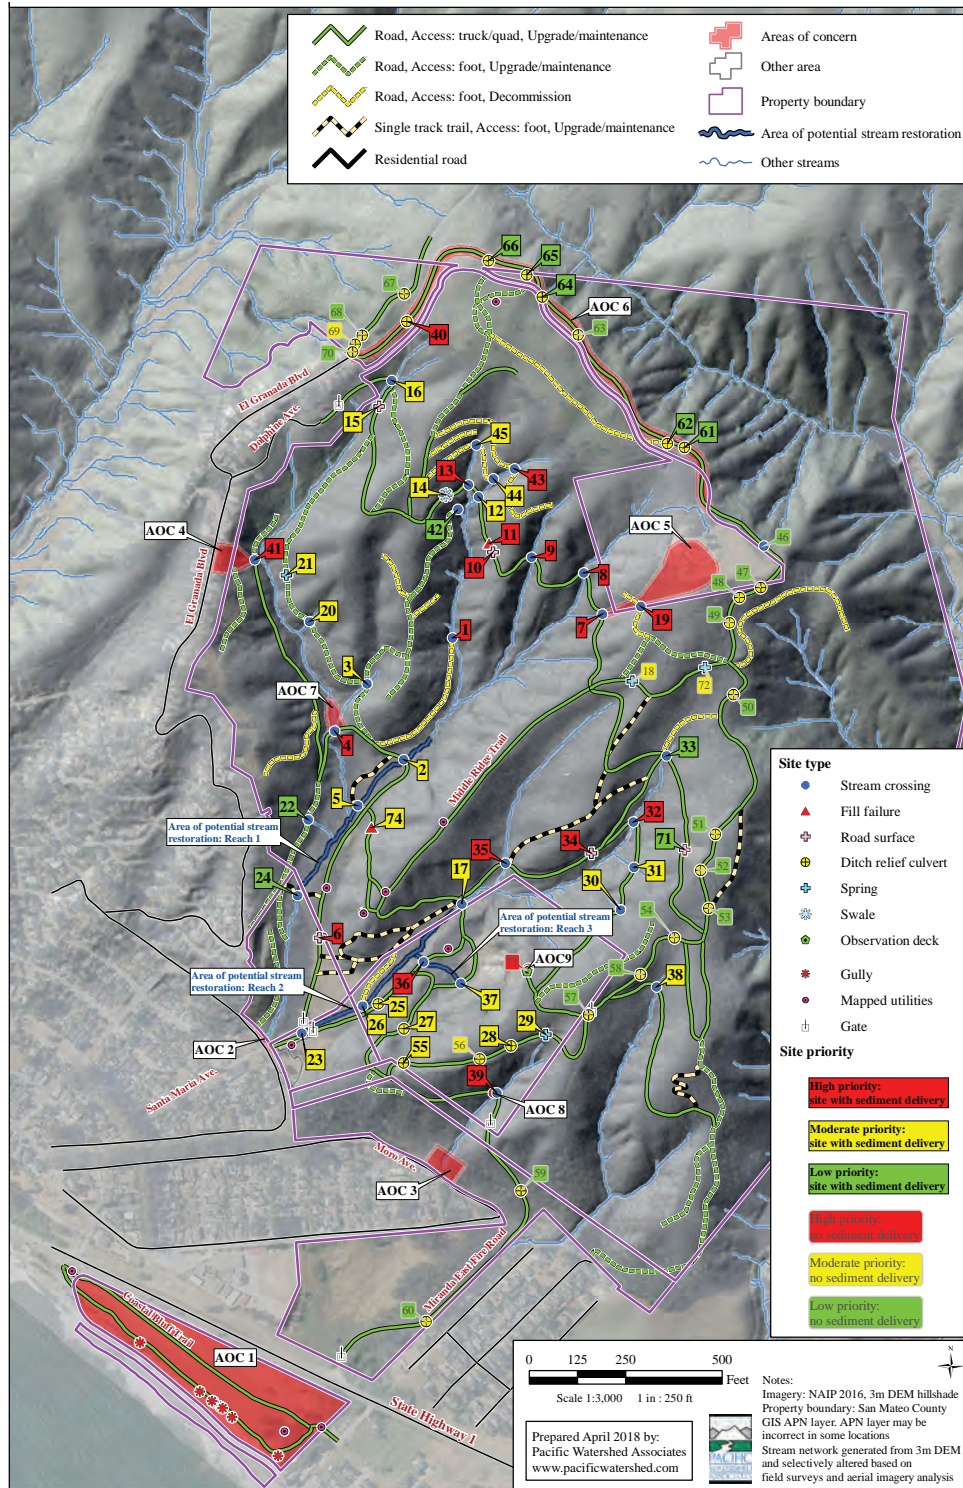 Road, Access: truck/quad, Upgrade/maintenance
Road, Access: foot, Upgrade/maintenance
Road, Access: foot, Decommission
Single track trail, Access: foot, Upgrade/maintenance
Residential road
Areas of concern
Other area
Property boundary
Area of potential stream restoration
Other streams
66
65
67
64
AOC 6
68
69
40
63
70
El Granada Blvd
16
15
Dolphine Ave.
62
61
45
13
43
14
44
12
42
11
AOC 4
AOC 5
41
10
9
46
21
8
47
48
El Granada Blvd
19
7
49
20
1
3
18
72
AOC 7
50
4
33
2
Middle Ridge Trail
5
74
22
32
51
Area of potential stream
restoration: Reach 1
34
71
35
17
31
52
24
30
54
53
Area of potential stream
restoration: Reach 3
6
AOC9
73
58
38
Area of potential stream
restoration: Reach 2
36
37
57
25
26
27
29
28
AOC 2
23
55
56
39
AOC 8
Santa Maria Ave.
Moro Ave.
AOC 3
59
Miranda East Fire Road
60
Coastal Bluff Trail
AOC 1
State Highway 1
Site type
Stream crossing
Fill failure
Road surface
Ditch relief culvert
Spring
Swale
Observation deck
Gully
Mapped utilities
Gate
Site priority
High priority:
site with sediment delivery
Moderate priority:
site with sediment delivery
Low priority:
site with sediment delivery
High priority:
no sediment delivery
Moderate priority:
no sediment delivery
Low priority:
no sediment delivery
0 125 250 500
Feet
Scale 1:3,000 1 in : 250 ft
Prepared April 2018 by:
Pacific Watershed Associates
www.pacificwatershed.com
PACIFIC
WATERSHED
ASSOCIATES
Notes:
Imagery: NAIP 2016, 3m DEM hillshade
Property boundary: San Mateo County
GIS APN layer. APN layer may be
incorrect in some locations
Stream network generated from 3m DEM
and selectively altered based on
field surveys and aerial imagery analysis